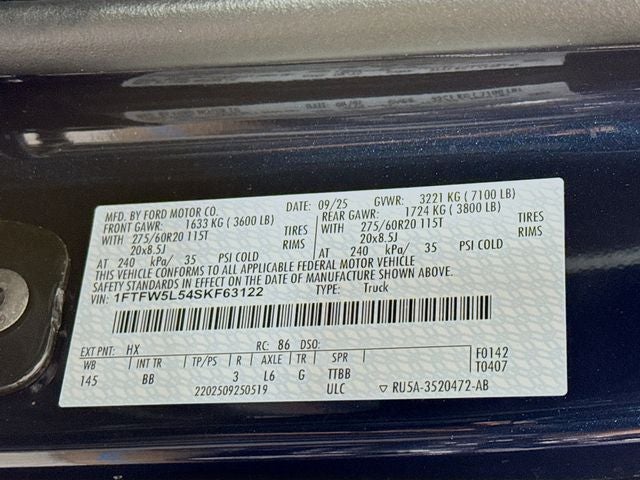 MFD. BY FORD MOTOR CO. DATE: 09/25 GVWR: 3221 KG ( 7100 LB)
FRONT GAWR: 1633 KG ( 3600 LB) REAR GAWR: 1724 KG ( 3800 LB)
WITH 275/60R20 115T TIRES WITH 275/60R20 115T TIRES
20x8.5J RIMS 20x8.5J RIMS
AT 240 kPa/ 35 PSI COLD AT 240 kPa/ 35 PSI COLD
THIS VEHICLE CONFORMS TO ALL APPLICABLE FEDERAL MOTOR VEHICLE
SAFETY STANDARDS IN EFFECT ON THE DATE OF MANUFACTURE SHOWN ABOVE.
VIN: 1FTFW5L54SKF63122 TYPE: Truck
EXT PNT: HX RC: 86 DSO: F0142
WB INT TR TP/PS R AXLE TR SPR T0407
145 BB 3 L6 G TTBB
2202509250519 ULC ▽ RU5A-3520472-AB